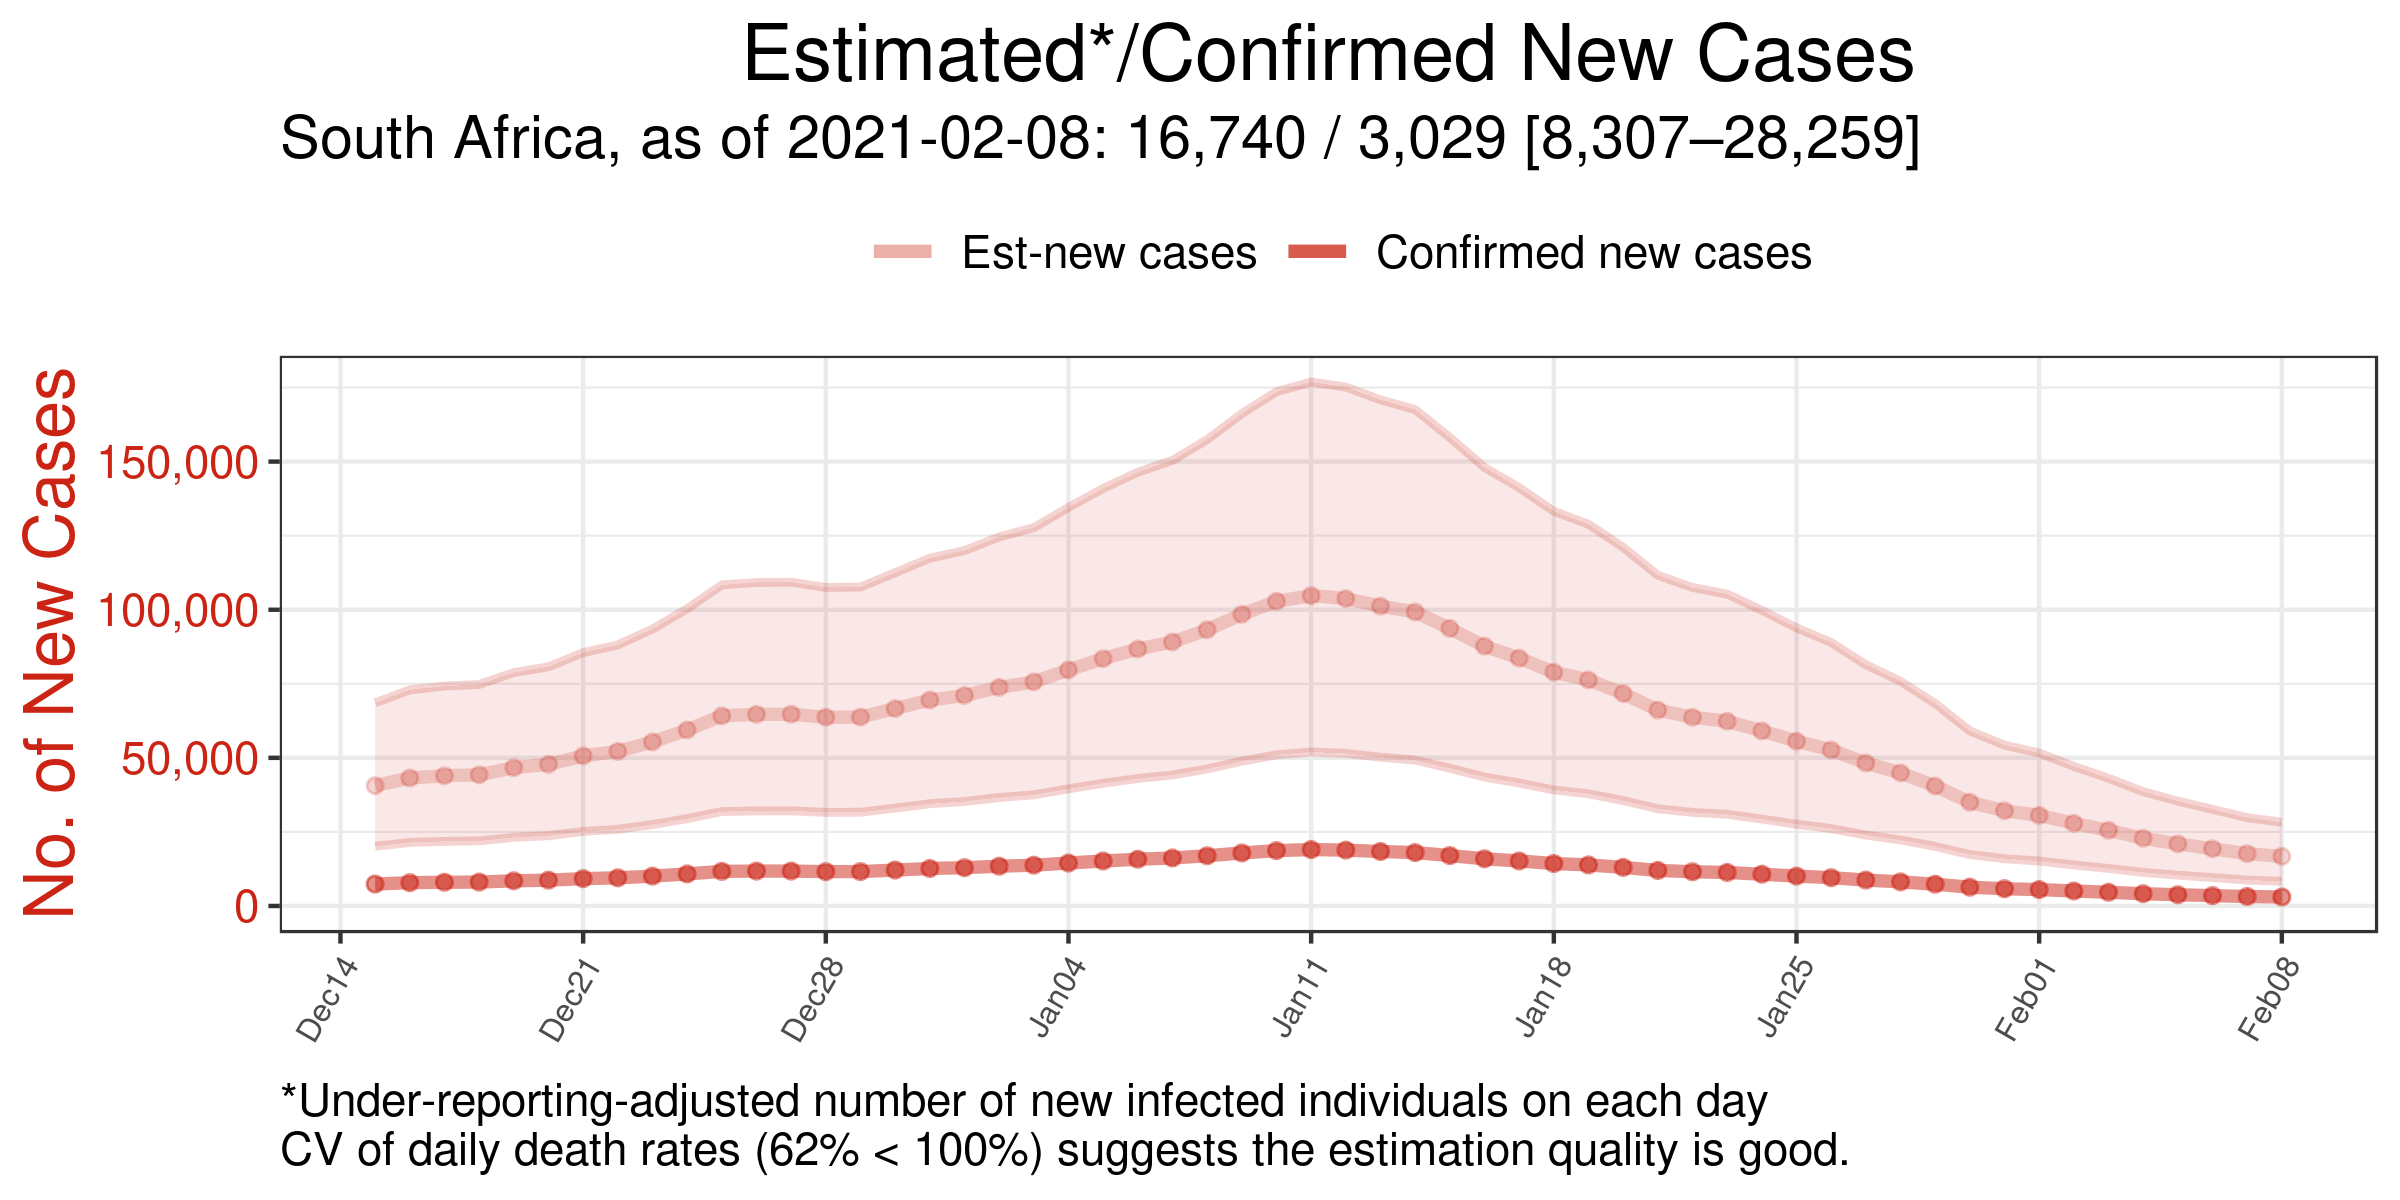 Estimated*/Confirmed New Cases
South Africa, as of 2021-02-08: 16,740 / 3,029 [8,307–28,259]
Est-new cases
Confirmed new cases
No. of New Cases
150,000
100,000
50,000
0
Dec14
Dec21
Dec28
Jan04
Jan11
Jan18
Jan25
Feb01
Feb08
*Under-reporting-adjusted number of new infected individuals on each day
CV of daily death rates (62% < 100%) suggests the estimation quality is good.